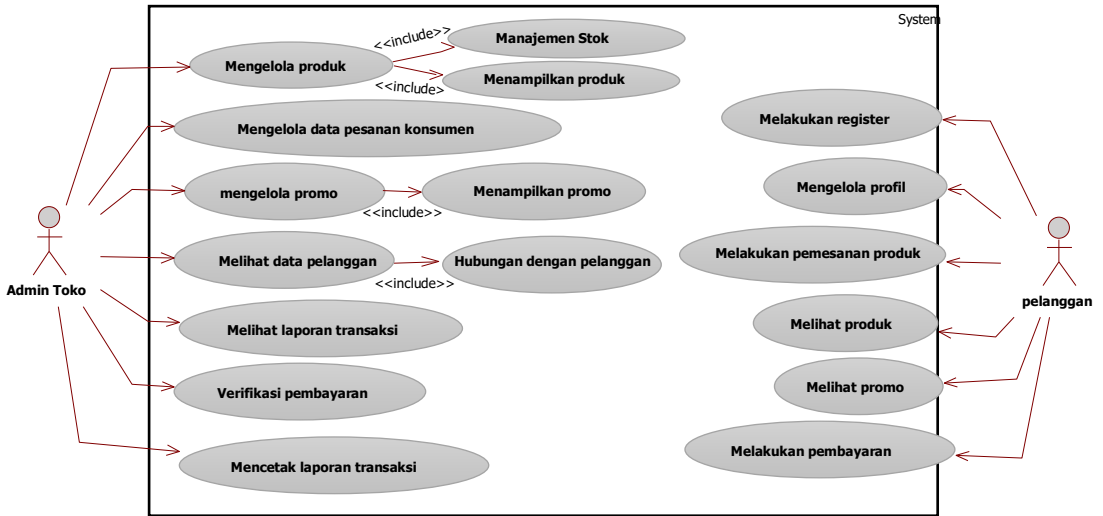 System
<<include>>
Manajemen Stok
Mengelola produk
Menampilkan produk
<<include>
Melakukan register
Mengelola data pesanan konsumen
mengelola promo
Menampilkan promo
Mengelola profil
<<include>>
Melihat data pelanggan
Hubungan dengan pelanggan
Melakukan pemesanan produk
<<include>>
Admin Toko
pelanggan
Melihat laporan transaksi
Melihat produk
Verifikasi pembayaran
Melihat promo
Mencetak laporan transaksi
Melakukan pembayaran